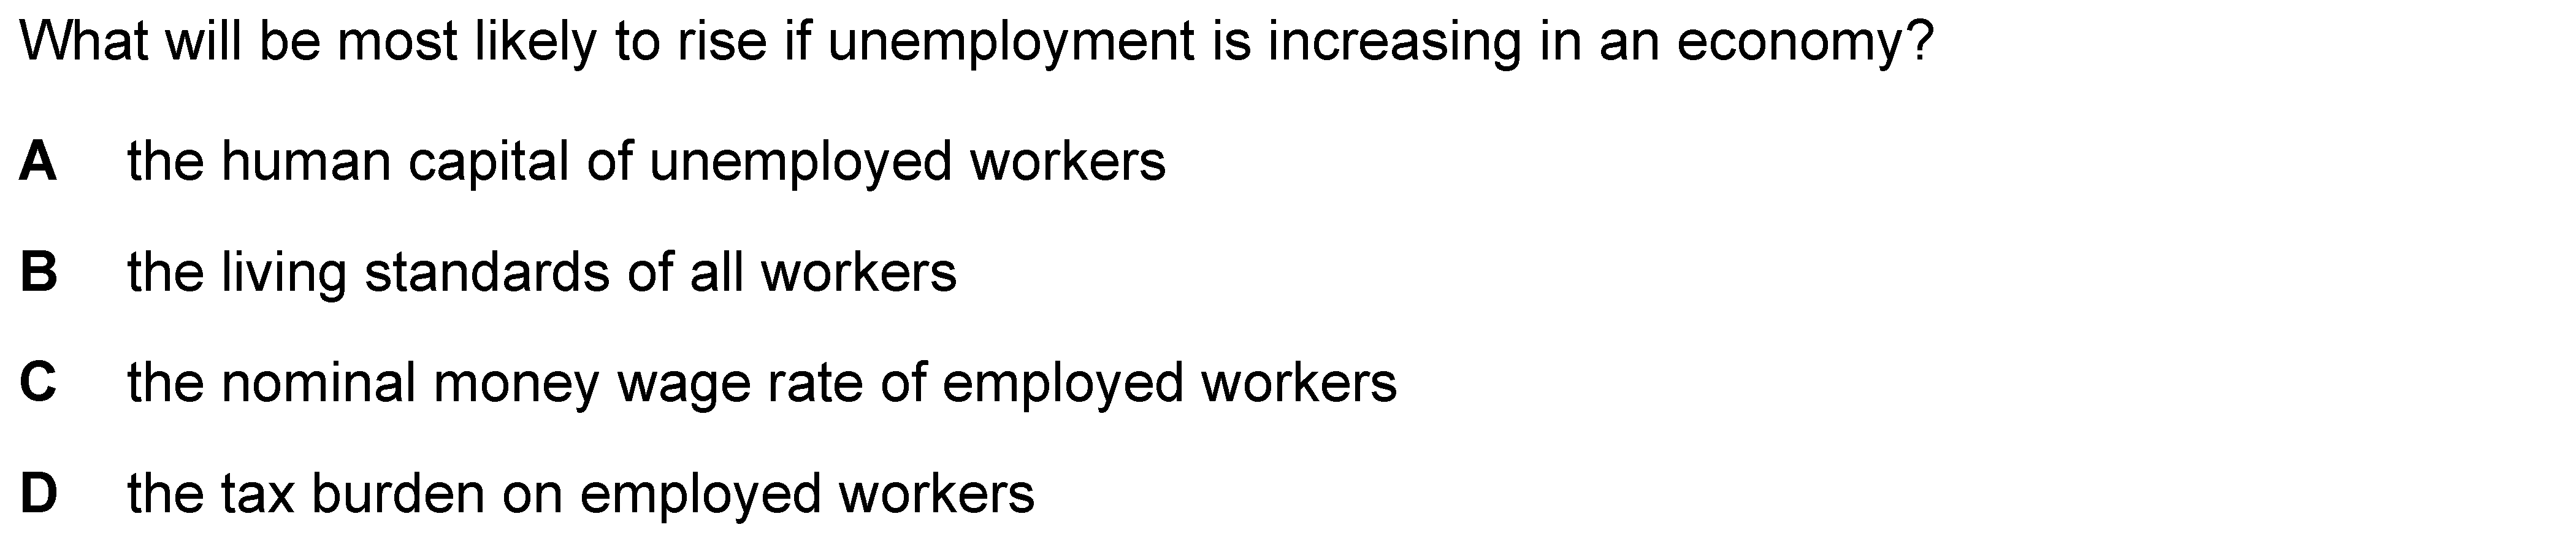 What will be most likely to rise if unemployment is increasing in an economy?
A the human capital of unemployed workers
B the living standards of all workers
C the nominal money wage rate of employed workers
D the tax burden on employed workers